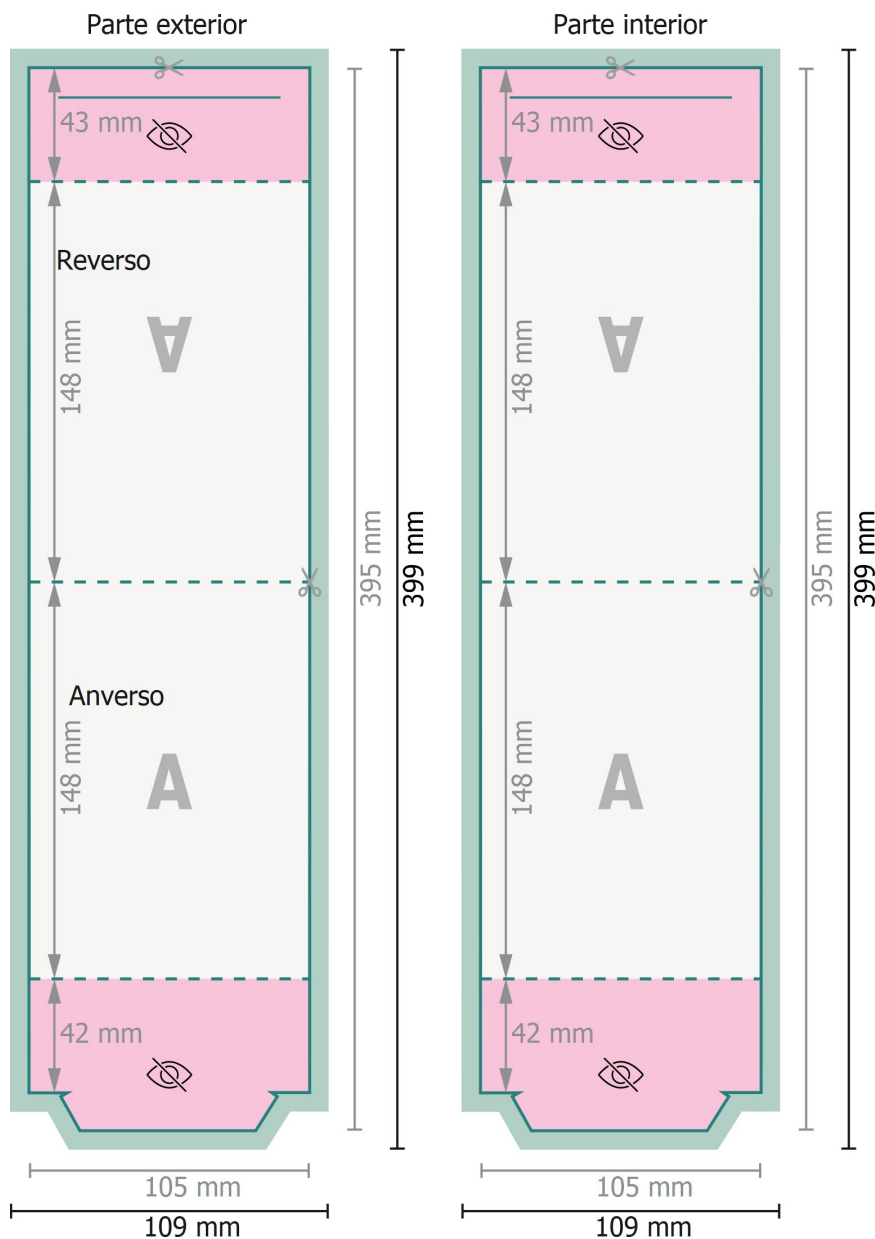 Parte exterior
43 mm
Reverso
A
148 mm
Anverso
A
148 mm
42 mm
395 mm
399 mm
105 mm
109 mm
Parte interior
43 mm
A
148 mm
A
148 mm
42 mm
395 mm
399 mm
105 mm
109 mm